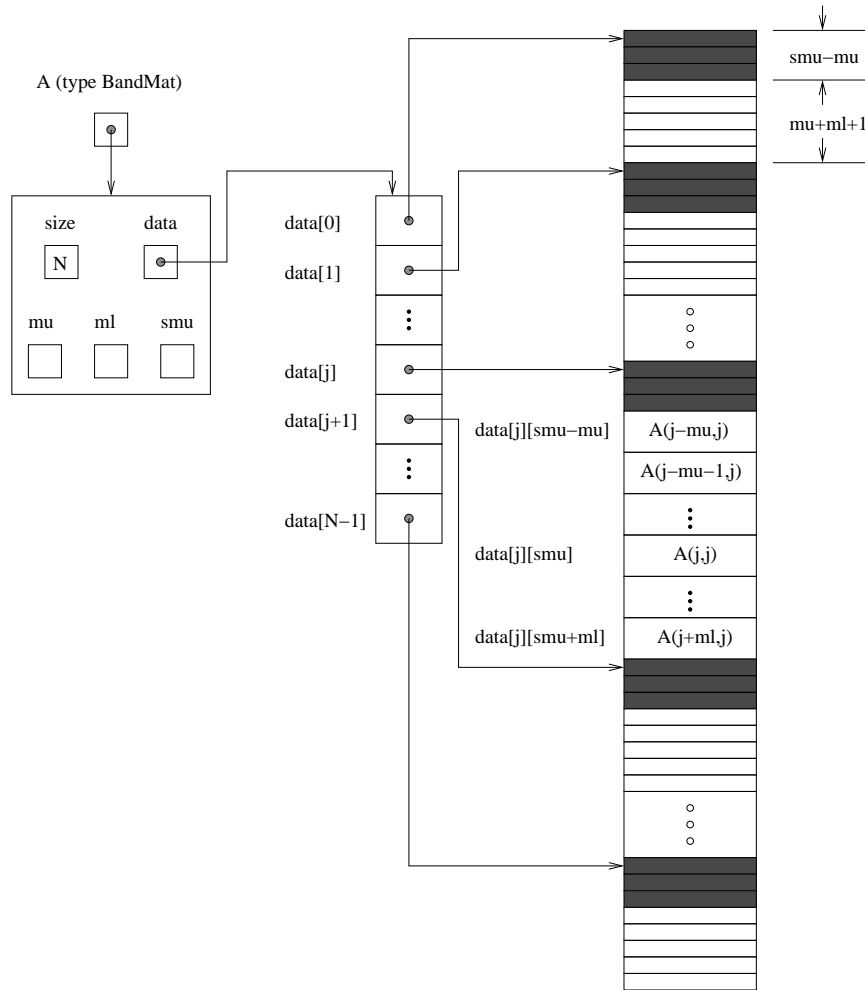 A (type BandMat)
size
data
N
mu
ml
smu
data[0]
data[1]
data[j]
data[j+1]
data[N−1]
smu−mu
mu+ml+1
data[j][smu−mu]
A(j−mu,j)
A(j−mu−1,j)
data[j][smu]
A(j,j)
data[j][smu+ml]
A(j+ml,j)